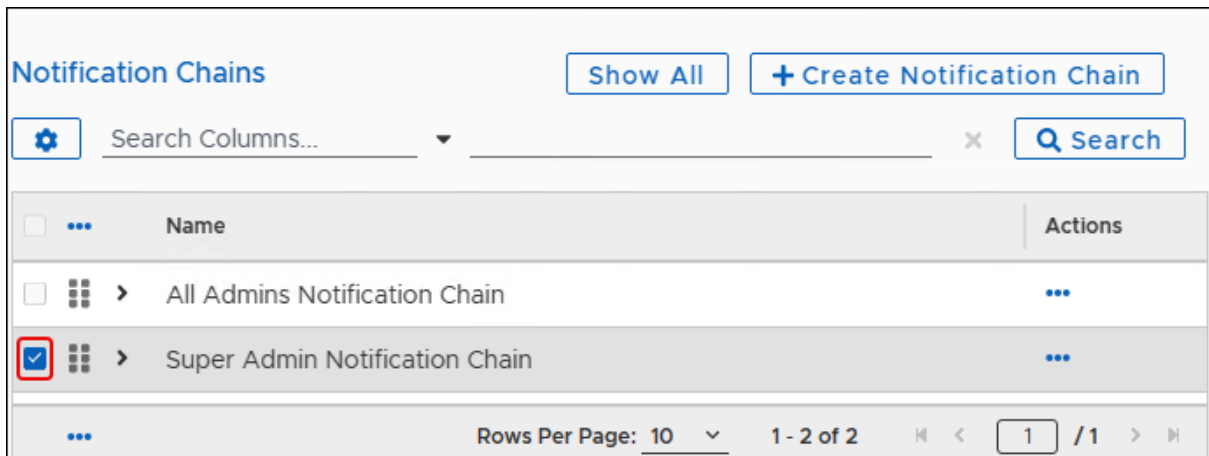 Notification Chains Show All + Create Notification Chain
Search Columns... Search
Name Actions
All Admins Notification Chain
Super Admin Notification Chain
Rows Per Page: 10 1 - 2 of 2 1 / 1